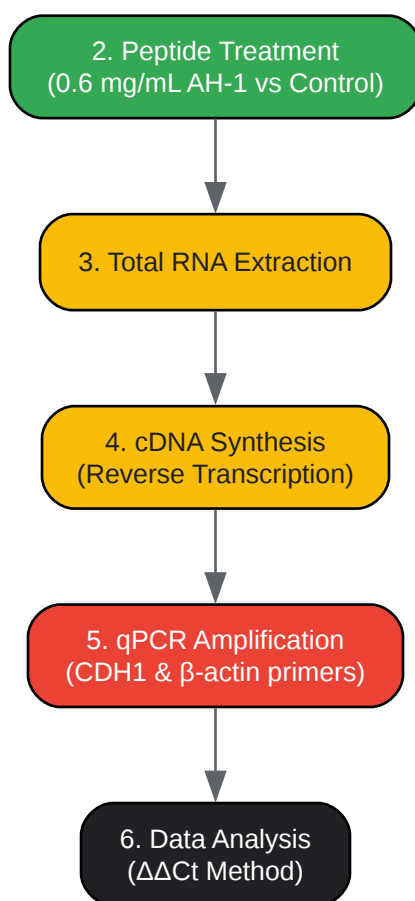 2. Peptide Treatment
(0.6 mg/mL AH-1 vs Control)
3. Total RNA Extraction
4. cDNA Synthesis
(Reverse Transcription)
5. qPCR Amplification
(CDH1 & β-actin primers)
6. Data Analysis
(ΔΔCt Method)